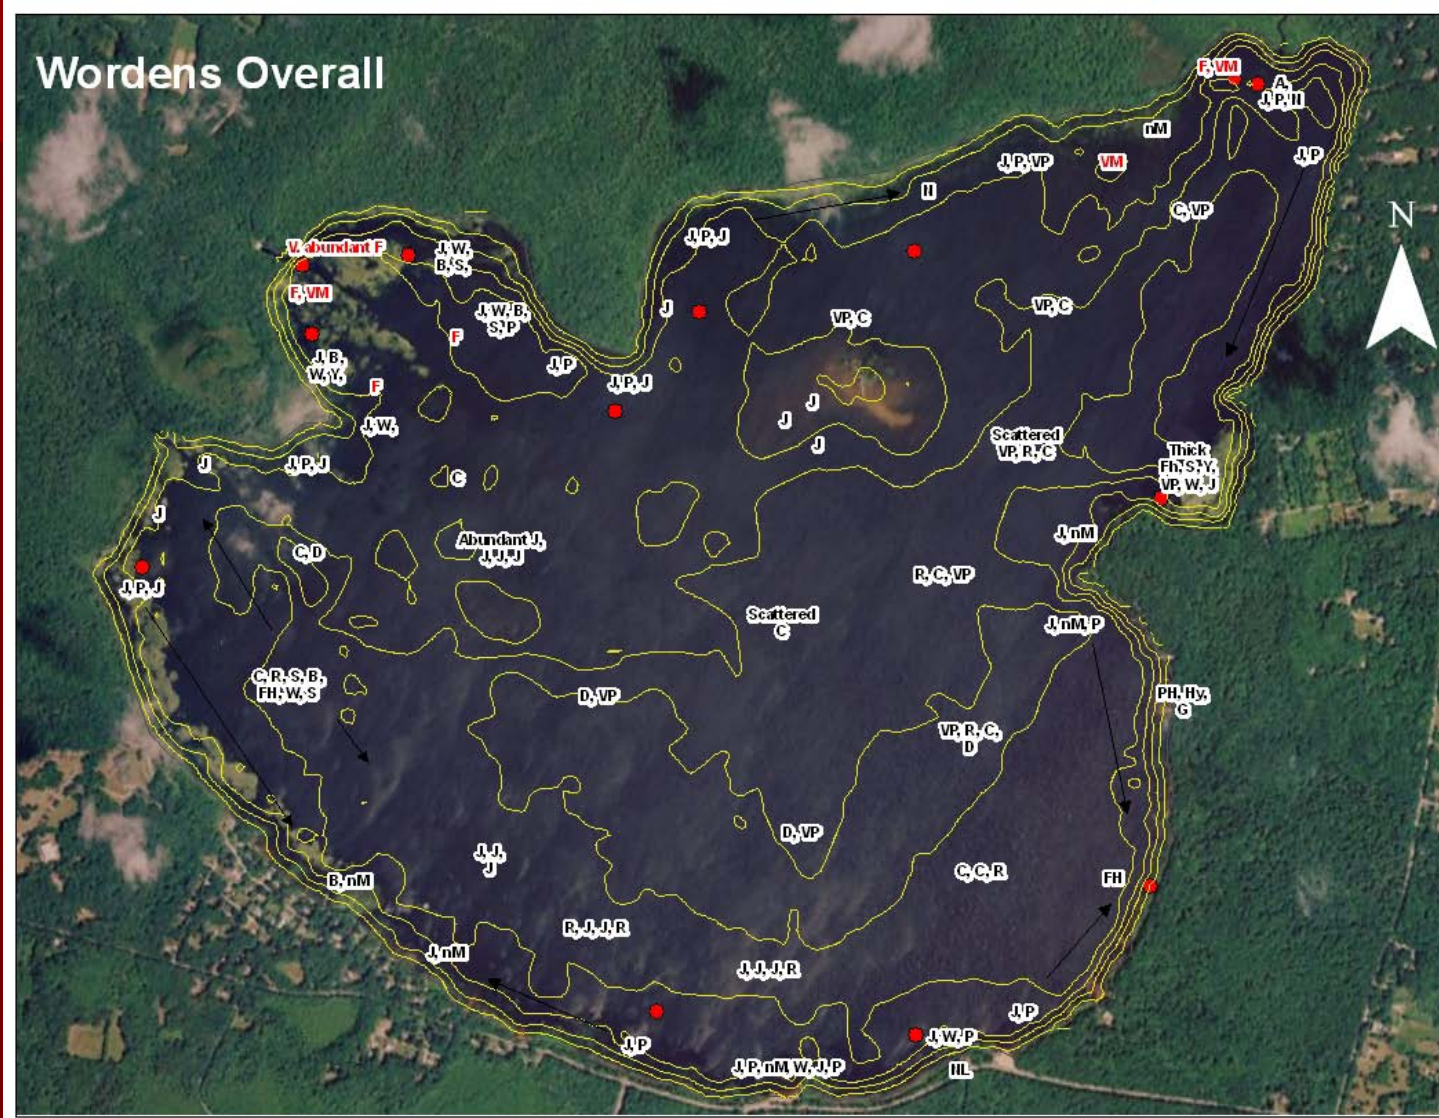 Wordens Overall
F, VM
A,
J, P, N
nM
J, P
J, P, VP
VM
N
C, VP
N
J, P, J
V. abundant F
J, W,
B, S,
F, VM
J
VP, C
VP, C
J, W, B,
S, P
F
J, B,
W, Y,
J, P
J, P, J
F
J
J
J
J, W,
Scattered
VP, R, C
Thick
Fh, S, Y,
VP, W, J
J
J, P, J
C
J
J, nM
Abundant J,
J, J, J
C, D
R, C, VP
J, P, J
Scattered
C
J, nM, P
C, R, S, B,
FH, W, S
D, VP
PH, Hy,
G
VP, R, C,
D
D, VP
J, J,
J
C, C, R
FH
B, nM
R, J, J, R
J, nM
J, J, J, R
J, P
J, W, P
J, P
J, P, nM, W, J, P
NL